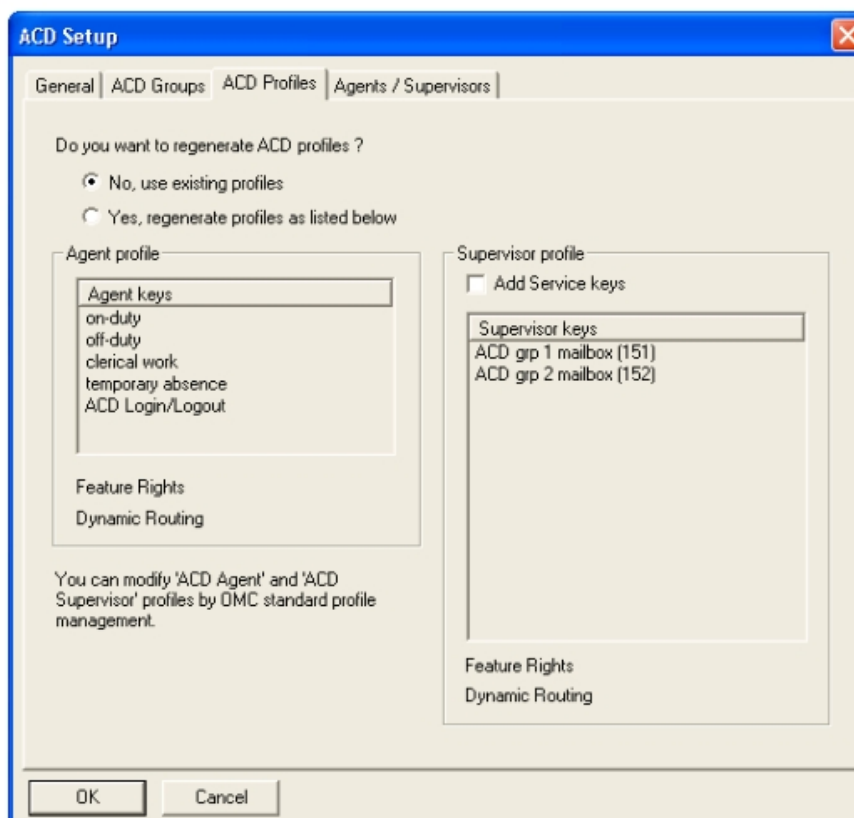 ACD Setup
General
ACD Groups
ACD Profiles
Agents / Supervisors
Do you want to regenerate ACD profiles ?
No, use existing profiles
Yes, regenerate profiles as listed below
Agent profile
Agent keys
on-duty
off-duty
clerical work
temporary absence
ACD Login/Logout
Feature Rights
Dynamic Routing
You can modify 'ACD Agent' and 'ACD
Supervisor' profiles by OMC standard profile
management.
Supervisor profile
Add Service keys
Supervisor keys
ACD grp 1 mailbox (151)
ACD grp 2 mailbox (152)
Feature Rights
Dynamic Routing
OK
Cancel